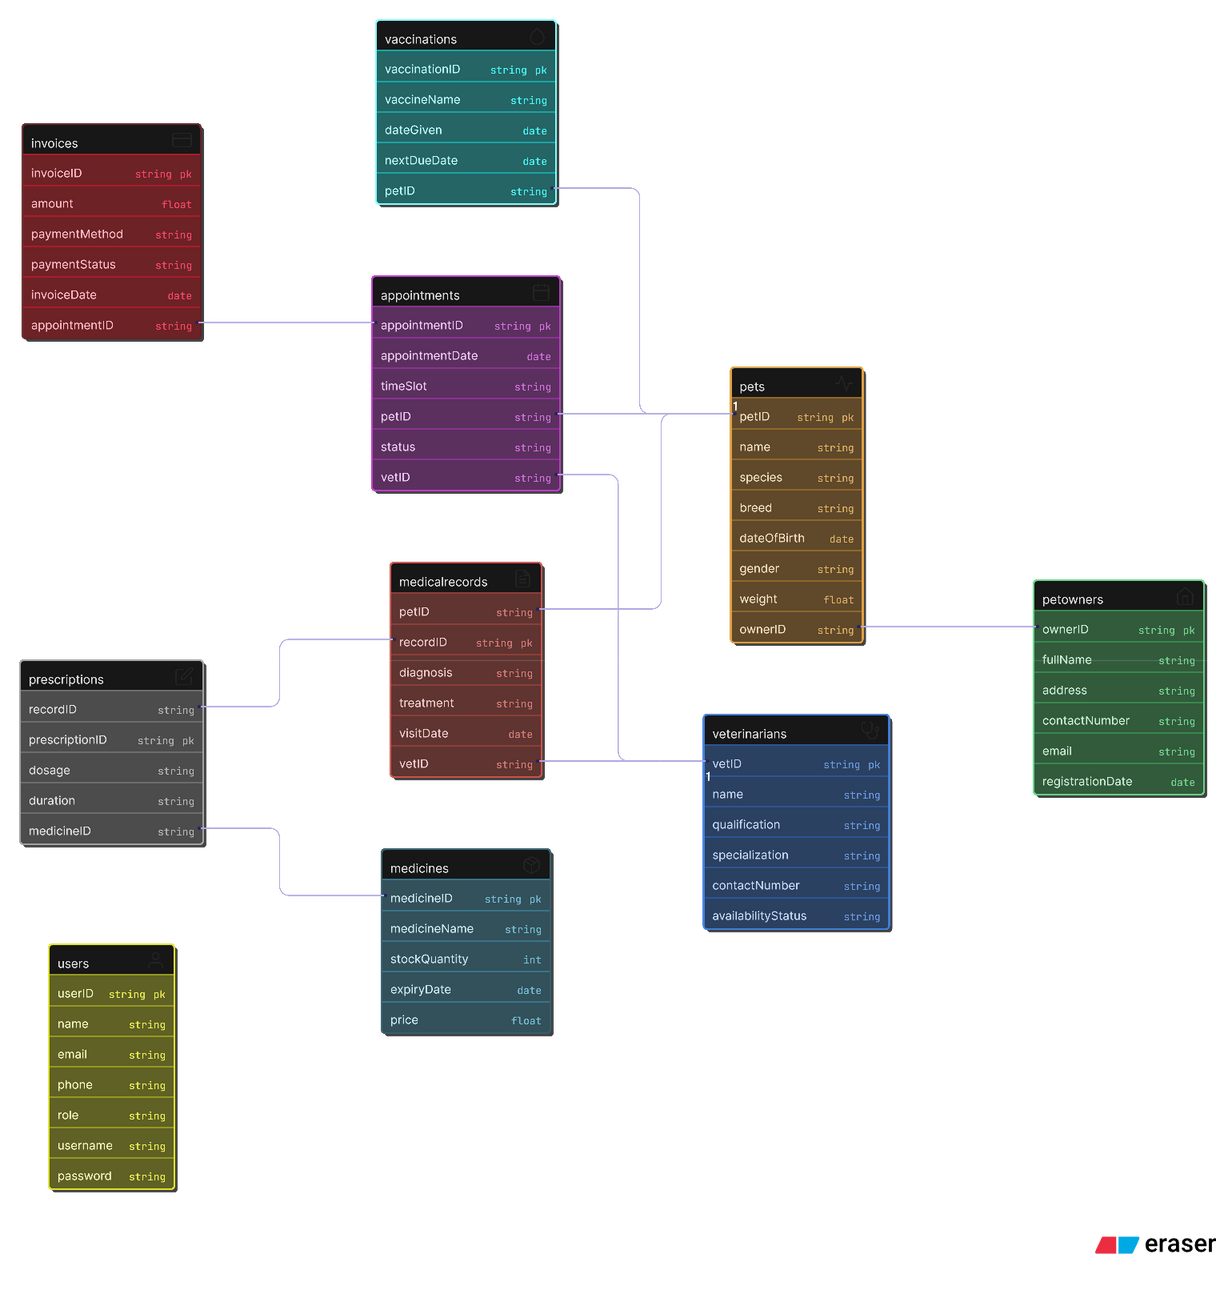 vaccinations
vaccinationID string pk
vaccineName string
dateGiven date
nextDueDate date
petID string
invoices
invoiceID string pk
amount float
paymentMethod string
paymentStatus string
invoiceDate date
appointmentID string
appointments
appointmentID string pk
appointmentDate date
timeSlot string
petID string
status string
vetID string
pets
1
petID string pk
name string
species string
breed string
dateOfBirth date
gender string
weight float
ownerID string
medicalrecords
petID string
recordID string pk
diagnosis string
treatment string
visitDate date
vetID string
petowners
ownerID string pk
fullName string
address string
contactNumber string
email string
registrationDate date
prescriptions
recordID string
prescriptionID string pk
dosage string
duration string
medicineID string
veterinarians
vetID string pk
1
name string
qualification string
specialization string
contactNumber string
availabilityStatus string
medicines
medicineID string pk
medicineName string
stockQuantity int
expiryDate date
price float
users
userID string pk
name string
email string
phone string
role string
username string
password string
eraser